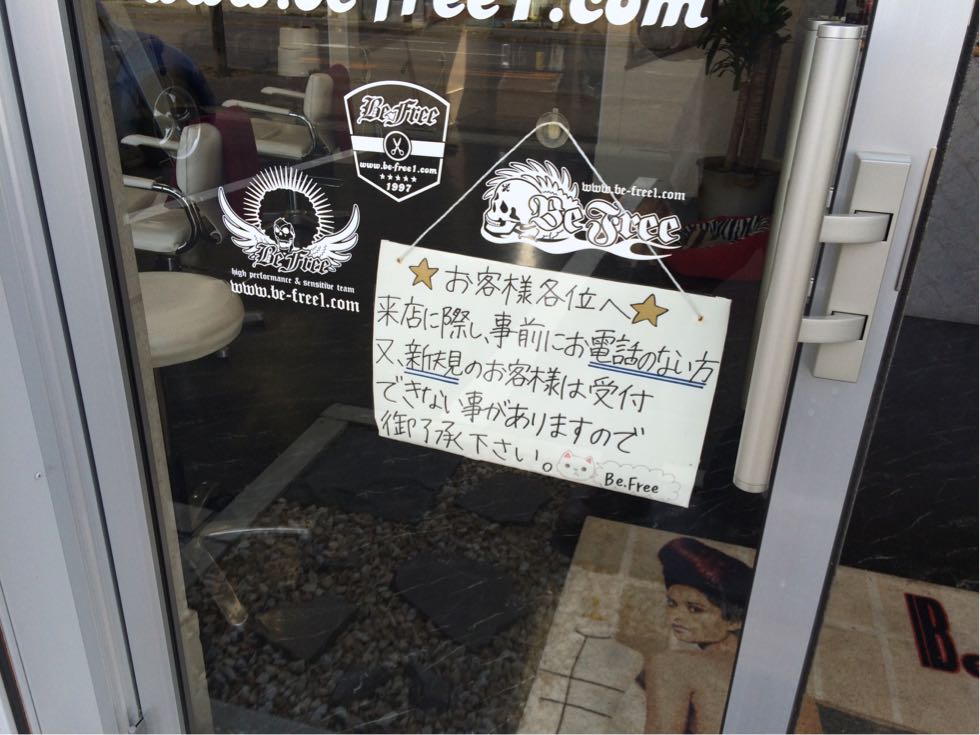 www.be-free1.com
Be Free
www.be-free1.com
★★★★★
1997
www.be-free1.com
Be Free
Be Free
high performance & sensitive team
www.be-free1.com
★お客様各位へ★
来店に際し、事前にお電話のない方
又、新規のお客様は受付
できない事がありますので
御了承下さい。
Be.Free
B